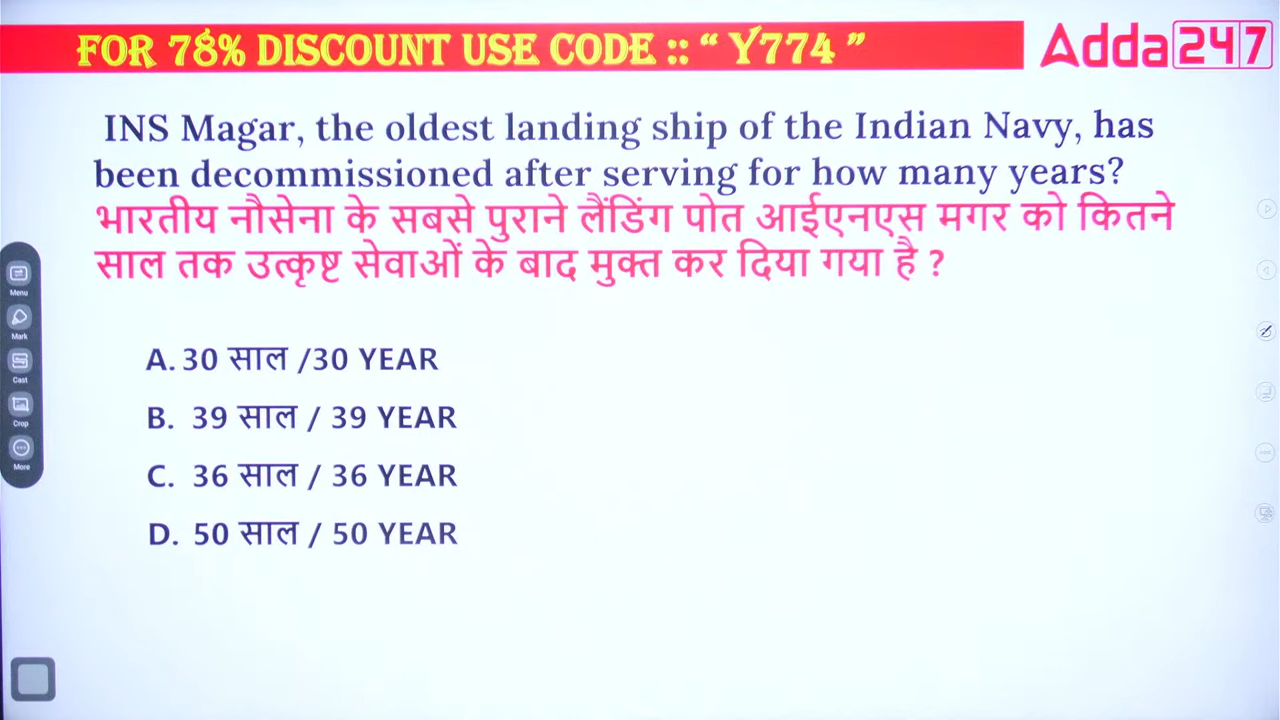 FOR 78% DISCOUNT USE CODE :: “ Y774 ”
Adda247
INS Magar, the oldest landing ship of the Indian Navy, has
been decommissioned after serving for how many years?
भारतीय नौसेना के सबसे पुराने लैंडिंग पोत आईएनएस मगर को कितने
साल तक उत्कृष्ट सेवाओं के बाद मुक्त कर दिया गया है ?
A. 30 साल /30 YEAR
B. 39 साल / 39 YEAR
C. 36 साल / 36 YEAR
D. 50 साल / 50 YEAR
Menu
Mark
Cast
Crop
More